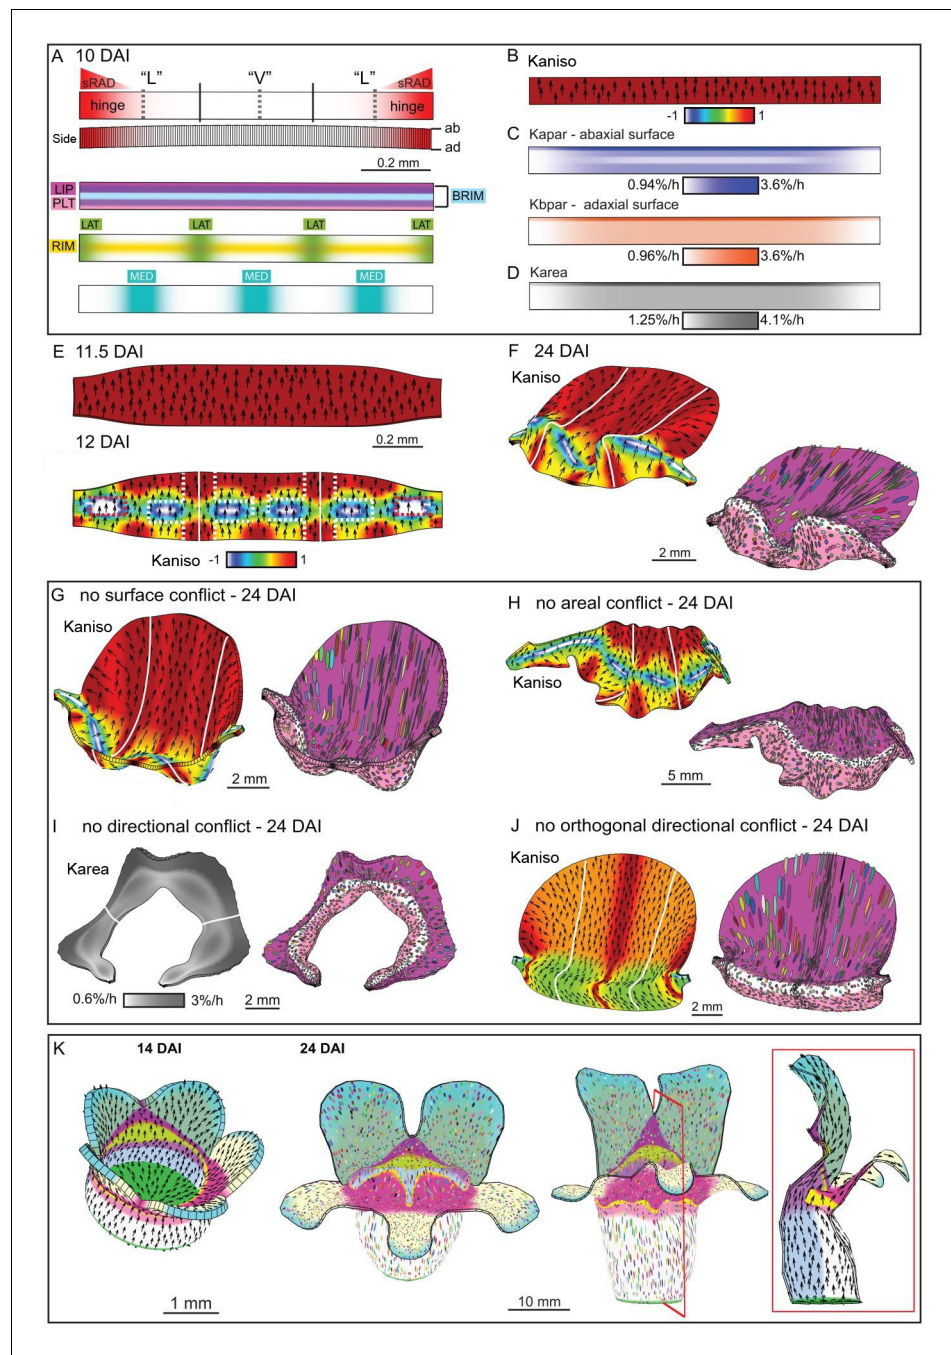 A 10 DAI
"L" "V" "L"
sRAD sRAD
hinge hinge
Side
ab
ad
0.2 mm
LIP
PLT
BRIM
LAT LAT LAT LAT
RIM
MED MED MED
B
Kaniso
-1 1
C Kapar - abaxial surface
0.94%/h 3.6%/h
Kbpar - adaxial surface
0.96%/h 3.6%/h
D Karea
1.25%/h 4.1%/h
E 11.5 DAI
0.2 mm
12 DAI
Kaniso -1 1
F 24 DAI
Kaniso
2 mm
G no surface conflict - 24 DAI
Kaniso
2 mm
H no areal conflict - 24 DAI
Kaniso
5 mm
I no directional conflict - 24 DAI
Karea
0.6%/h 3%/h
2 mm
J no orthogonal directional conflict - 24 DAI
Kaniso
2 mm
K 14 DAI 24 DAI
1 mm
10 mm